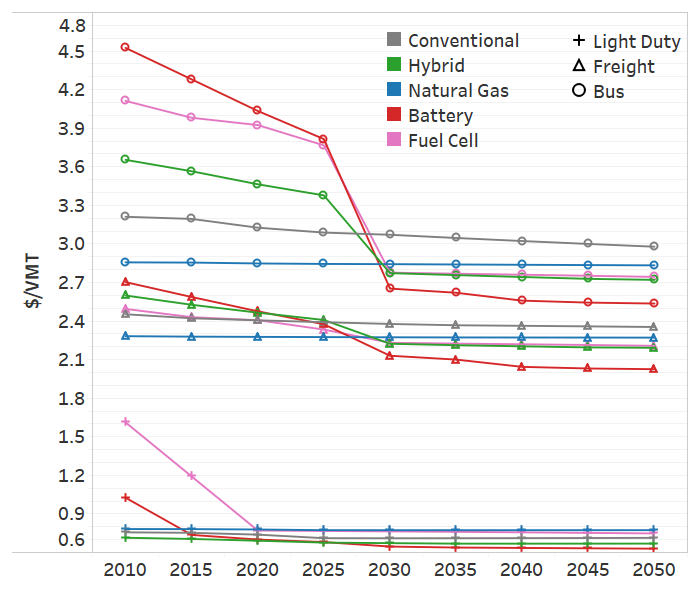 4.8
4.5
4.2
3.9
3.6
3.3
3.0
2.7
2.4
2.1
1.8
1.5
1.2
0.9
0.6
$/VMT
Conventional
Hybrid
Natural Gas
Battery
Fuel Cell
Light Duty
Freight
Bus
2010 2015 2020 2025 2030 2035 2040 2045 2050